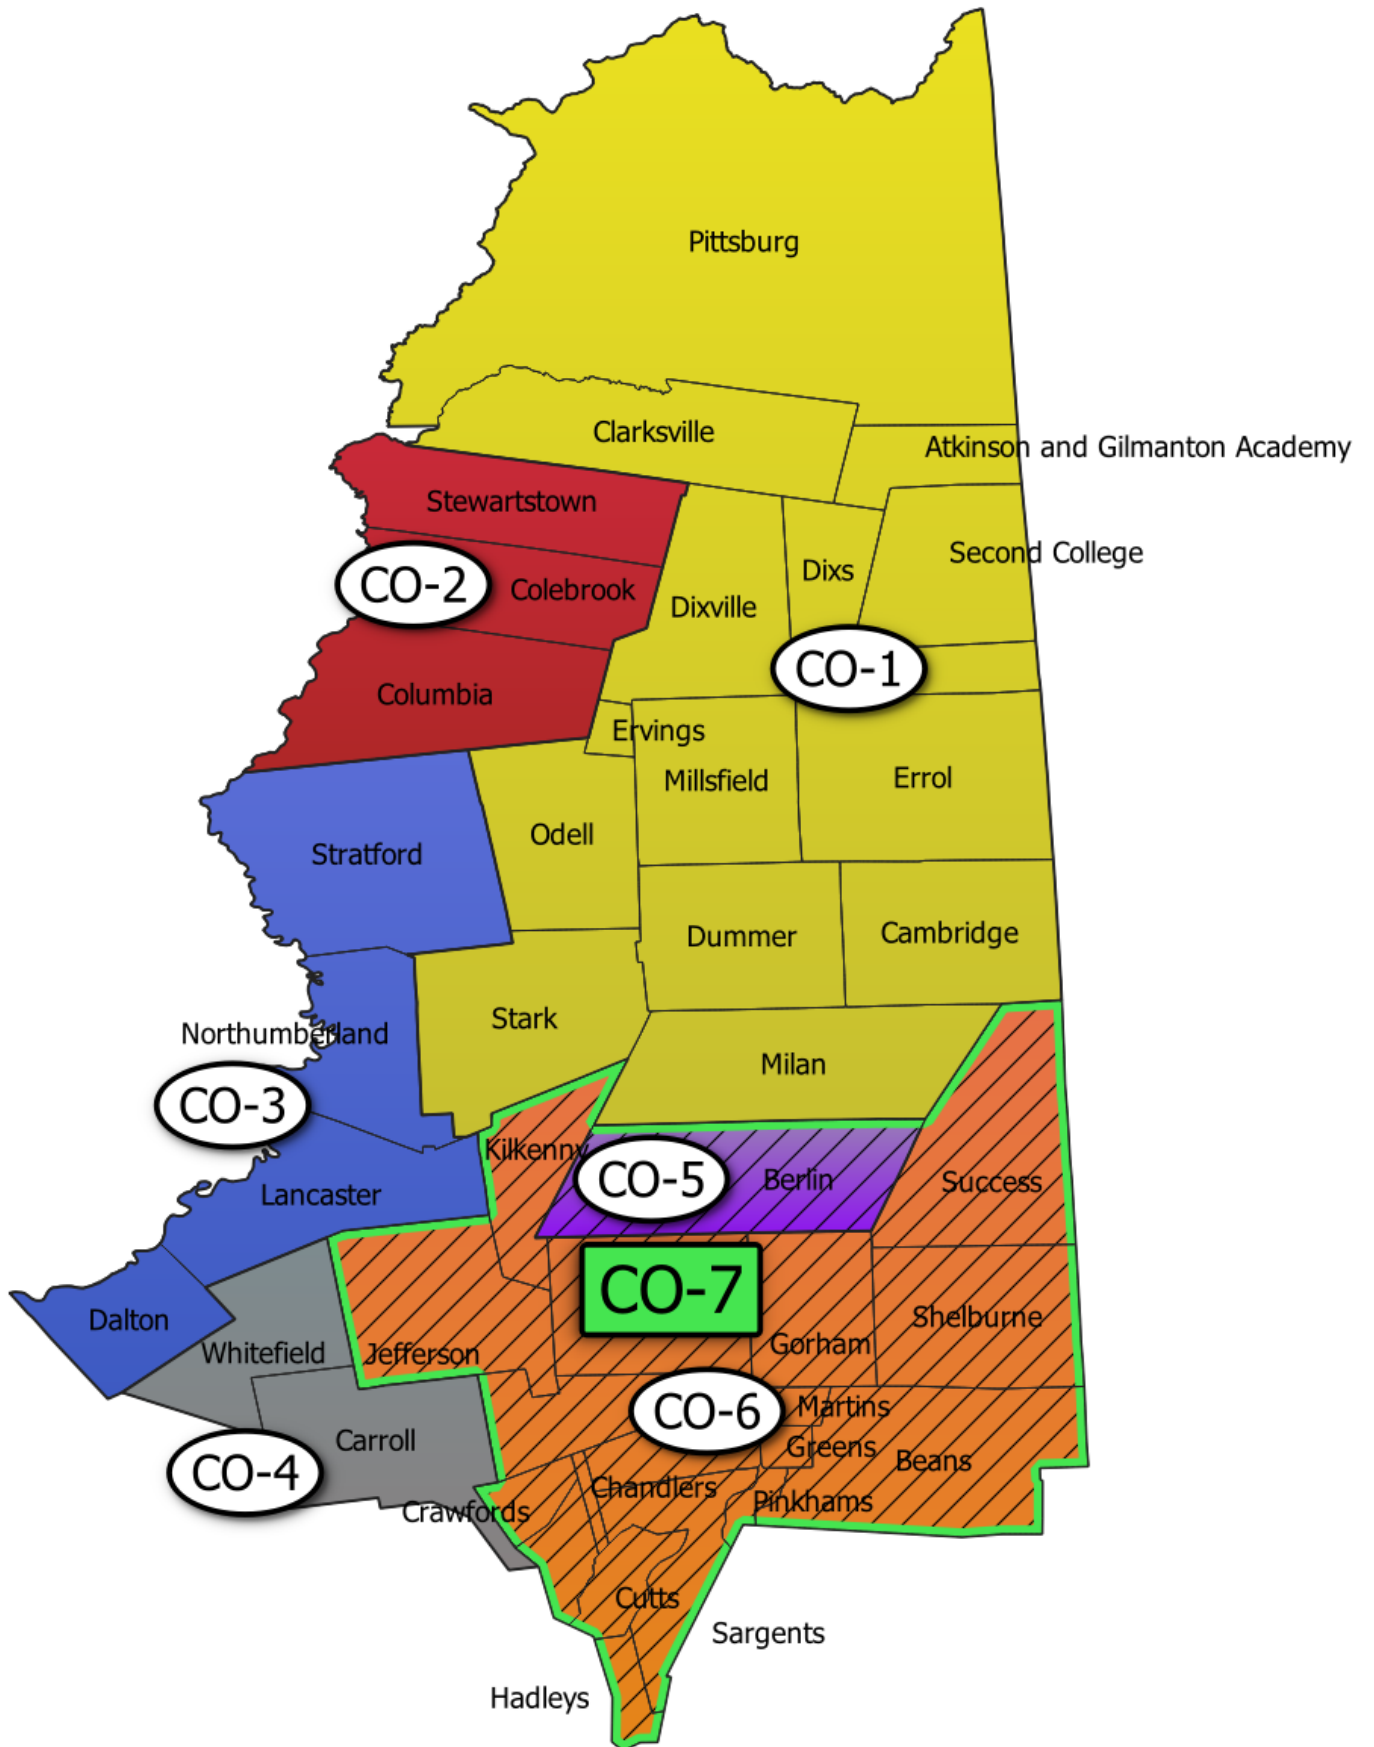 Pittsburg
Clarksville
Atkinson and Gilmanton Academy
Stewartstown
Second College
Dixs
CO-2
Colebrook
Dixville
CO-1
Columbia
Ervings
Millsfield
Errol
Odell
Stratford
Dummer
Cambridge
Stark
Northumberland
Milan
CO-3
Kilkenny
CO-5
Berlin
Success
Lancaster
CO-7
Dalton
Shelburne
Whitefield
Jefferson
Gorham
CO-6
Martins
Carroll
Greens
Beans
CO-4
Chandlers
Pinkhams
Crawfords
Cutts
Sargents
Hadleys